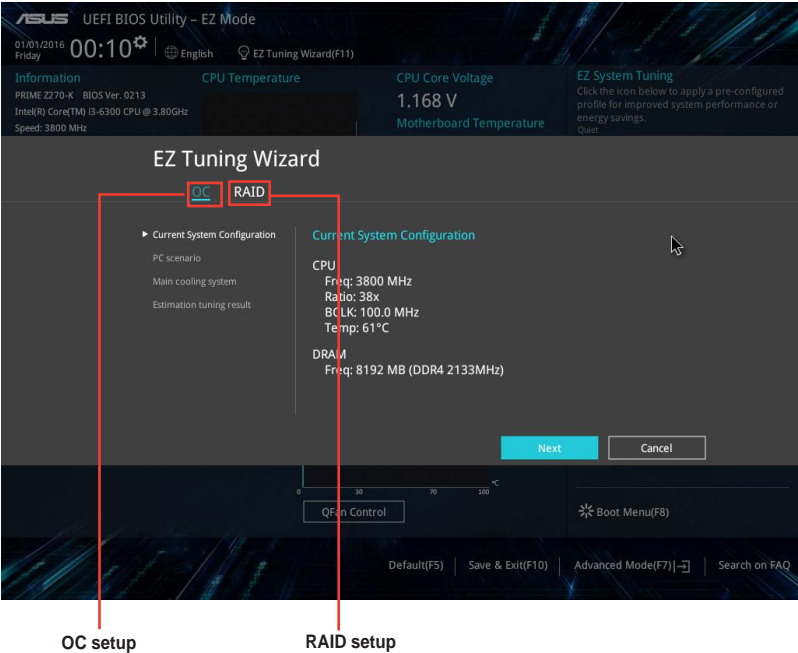 ASUS UEFI BIOS Utility – EZ Mode
01/01/2016
Friday
00:10
English
EZ Tuning Wizard(F11)
Information
PRIME Z270-K BIOS Ver. 0213
Intel(R) Core(TM) i3-6300 CPU @ 3.80GHz
Speed: 3800 MHz
CPU Temperature
CPU Core Voltage
1.168 V
Motherboard Temperature
EZ System Tuning
Click the icon below to apply a pre-configured
profile for improved system performance or
energy savings.
Quiet
EZ Tuning Wizard
OC RAID
Current System Configuration
PC scenario
Main cooling system
Estimation tuning result
Current System Configuration
CPU
Freq: 3800 MHz
Ratio: 38x
BCLK: 100.0 MHz
Temp: 61°C
DRAM
Freq: 8192 MB (DDR4 2133MHz)
Next
Cancel
0 30 70 100 °C
QFan Control
Boot Menu(F8)
Default(F5)
Save & Exit(F10)
Advanced Mode(F7)
Search on FAQ
OC setup
RAID setup